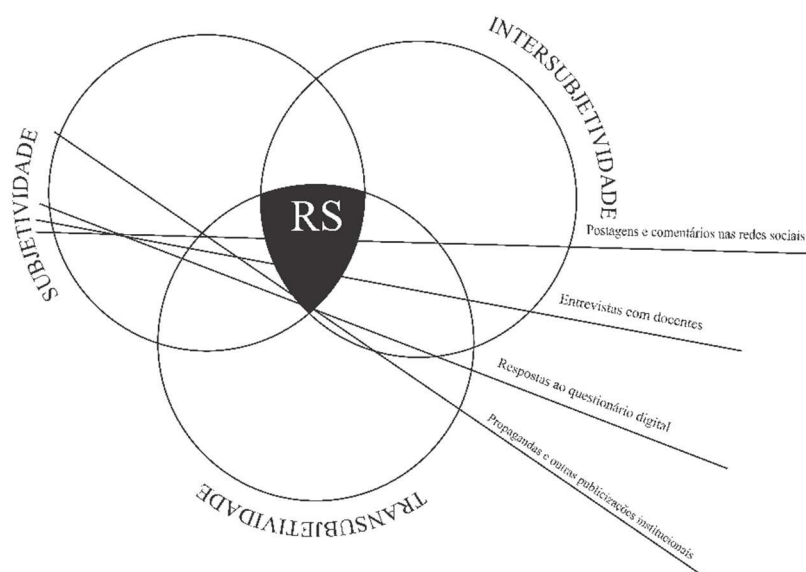 INTERSUBJETIVIDADE
SUBJETIVIDADE
RS
Postagens e comentários nas redes sociais
Entrevistas com docentes
Respostas ao questionário digital
Propagandas e outras publicizações institucionais
TRANSUBJETIVIDADE